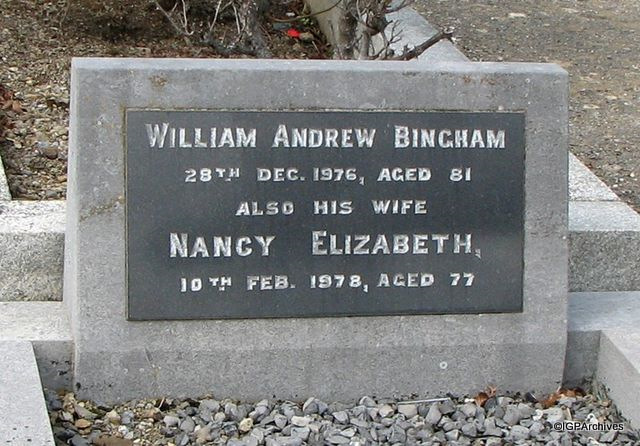 WILLIAM ANDREW BINGHAM
28TH DEC. 1976, AGED 81
ALSO HIS WIFE
NANCY ELIZABETH,
10TH FEB. 1978, AGED 77
©IGPArchives